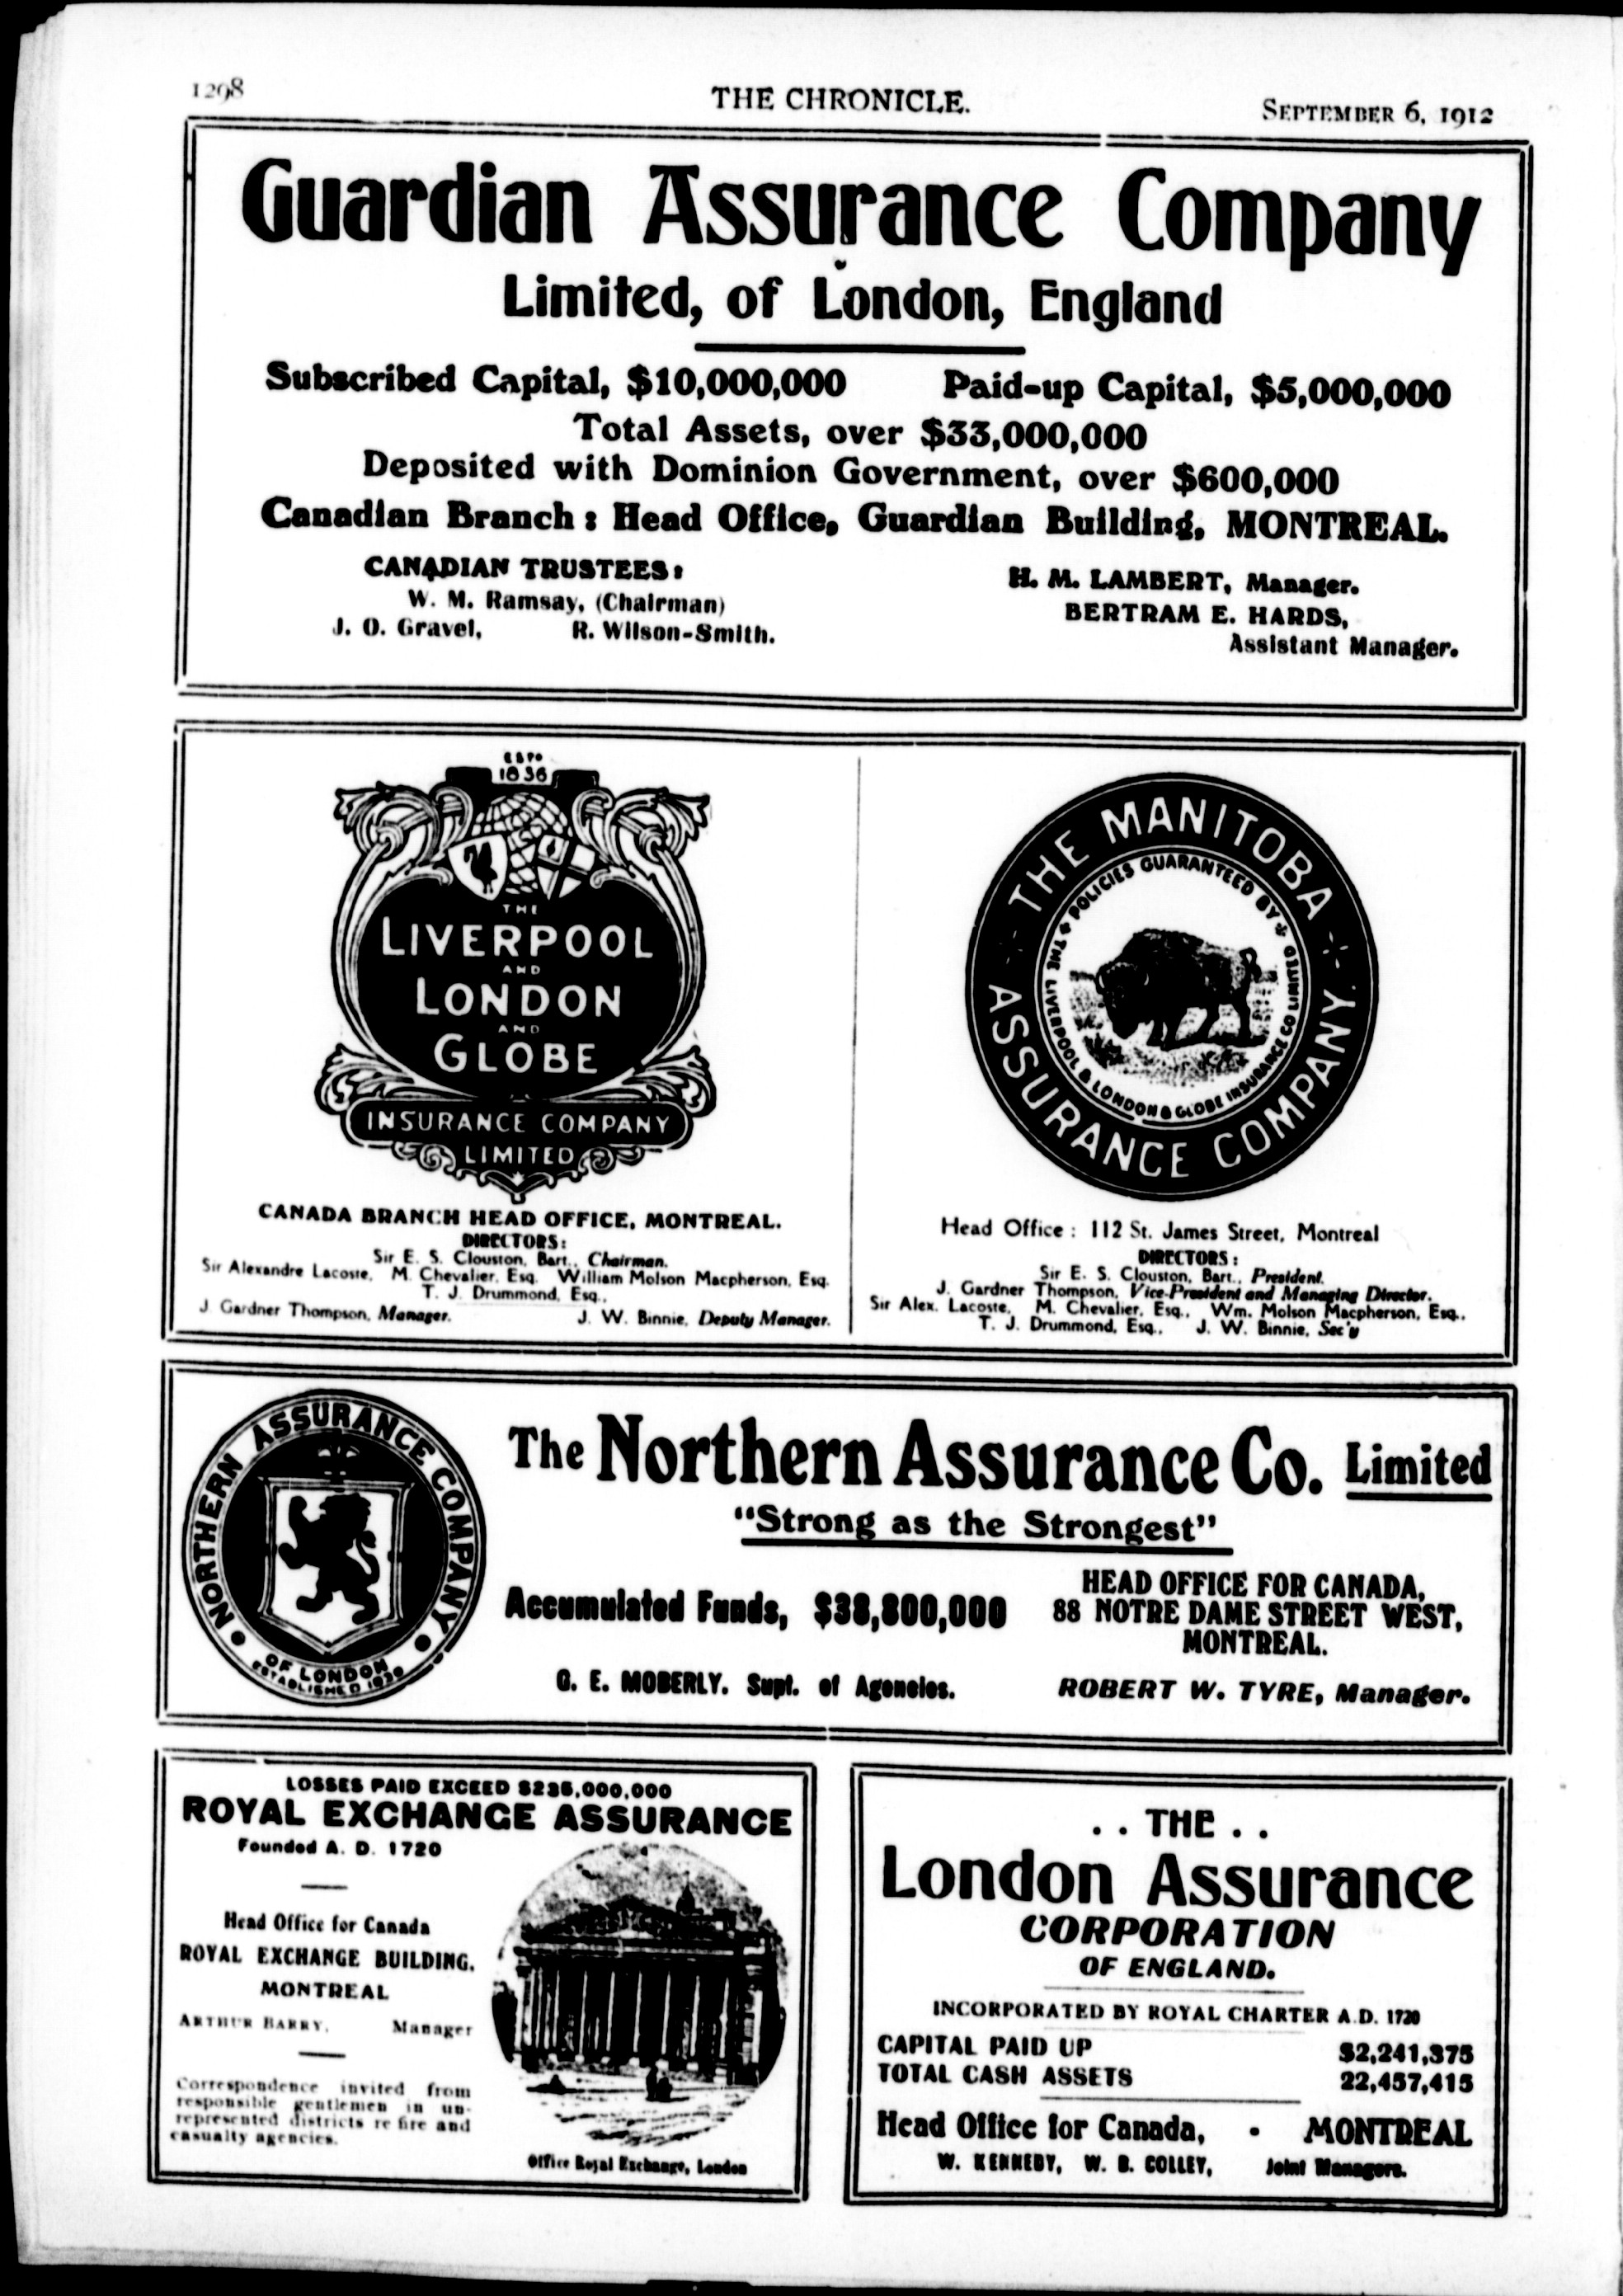 1298
THE CHRONICLE.
SEPTEMBER 6, 1912
Guardian Assurance Company
Limited, of London, England
Subscribed Capital, $10,000,000 Paid-up Capital, $5,000,000
Total Assets, over $33,000,000
Deposited with Dominion Government, over $600,000
Canadian Branch: Head Office, Guardian Building, MONTREAL.
CANADIAN TRUSTEES:
W. M. Ramsay, (Chairman)
J. O. Gravel, R. Wilson-Smith.
H. M. LAMBERT, Manager.
BERTRAM E. HARDS,
Assistant Manager.
ESTD
1836
THE
LIVERPOOL
AND
LONDON
AND
GLOBE
INSURANCE COMPANY
LIMITED
CANADA BRANCH HEAD OFFICE, MONTREAL.
DIRECTORS:
Sir E. S. Clouston, Bart., Chairman.
Sir Alexandre Lacoste, M. Chevalier, Esq. William Molson Macpherson, Esq.
T. J. Drummond, Esq.,
J. Gardner Thompson, Manager. J. W. Binnie, Deputy Manager.
THE MANITOBA
ASSURANCE COMPANY.
POLICIES GUARANTEED BY
THE LIVERPOOL & LONDON & GLOBE INSURANCE CO LIMITED
Head Office : 112 St. James Street, Montreal
DIRECTORS :
Sir E. S. Clouston, Bart., President.
J. Gardner Thompson, Vice-President and Managing Director.
Sir Alex. Lacoste, M. Chevalier, Esq., Wm. Molson Macpherson, Esq.,
T. J. Drummond, Esq., J. W. Binnie, Sec'y
NORTHERN ASSURANCE COMPANY
OF LONDON
ESTABLISHED 1836
The Northern Assurance Co. Limited
"Strong as the Strongest"
Accumulated Funds, $38,800,000
HEAD OFFICE FOR CANADA,
88 NOTRE DAME STREET WEST,
MONTREAL.
G. E. MOBERLY. Supt. of Agencies.
ROBERT W. TYRE, Manager.
LOSSES PAID EXCEED $235,000,000
ROYAL EXCHANGE ASSURANCE
Founded A. D. 1720
Head Office for Canada
ROYAL EXCHANGE BUILDING,
MONTREAL
ARTHUR BARRY, Manager
Correspondence invited from
responsible gentlemen in un-
represented districts re fire and
casualty agencies.
Office Royal Exchange, London
. . THE . .
London Assurance
CORPORATION
OF ENGLAND.
INCORPORATED BY ROYAL CHARTER A.D. 1720
CAPITAL PAID UP $2,241,375
TOTAL CASH ASSETS 22,457,415
Head Office for Canada, - MONTREAL
W. KENNEDY, W. B. COLLEY, Joint Managers.